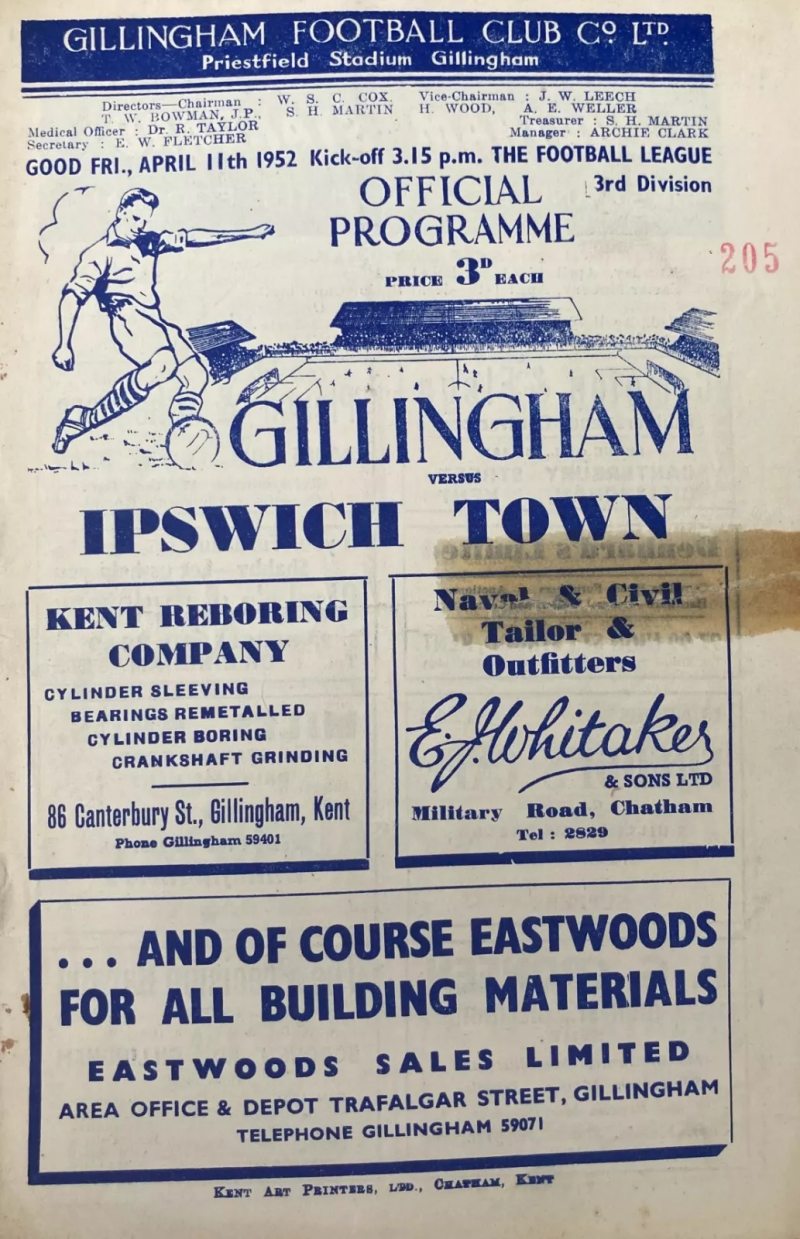 GILLINGHAM FOOTBALL CLUB Co LTD.
Priestfield Stadium Gillingham
Directors—Chairman : W. S. C. COX. Vice-Chairman : J. W. LEECH
T. W. BOWMAN, J.P., S. H. MARTIN H. WOOD, A. E. WELLER
Medical Officer : Dr. R. TAYLOR Treasurer : S. H. MARTIN
Secretary : E. W. FLETCHER Manager : ARCHIE CLARK
GOOD FRI., APRIL 11th 1952 Kick-off 3.15 p.m. THE FOOTBALL LEAGUE
3rd Division
OFFICIAL
PROGRAMME
205
PRICE 3D EACH
GILLINGHAM
VERSUS
IPSWICH TOWN
KENT REBORING
COMPANY
CYLINDER SLEEVING
BEARINGS REMETALLED
CYLINDER BORING
CRANKSHAFT GRINDING
86 Canterbury St., Gillingham, Kent
Phone Gillingham 59401
Naval & Civil
Tailor &
Outfitters
E. J. Whitaker
& SONS LTD
Military Road, Chatham
Tel : 2829
... AND OF COURSE EASTWOODS
FOR ALL BUILDING MATERIALS
EASTWOODS SALES LIMITED
AREA OFFICE & DEPOT TRAFALGAR STREET, GILLINGHAM
TELEPHONE GILLINGHAM 59071
KENT ART PRINTERS, LTD., CHATHAM, KENT